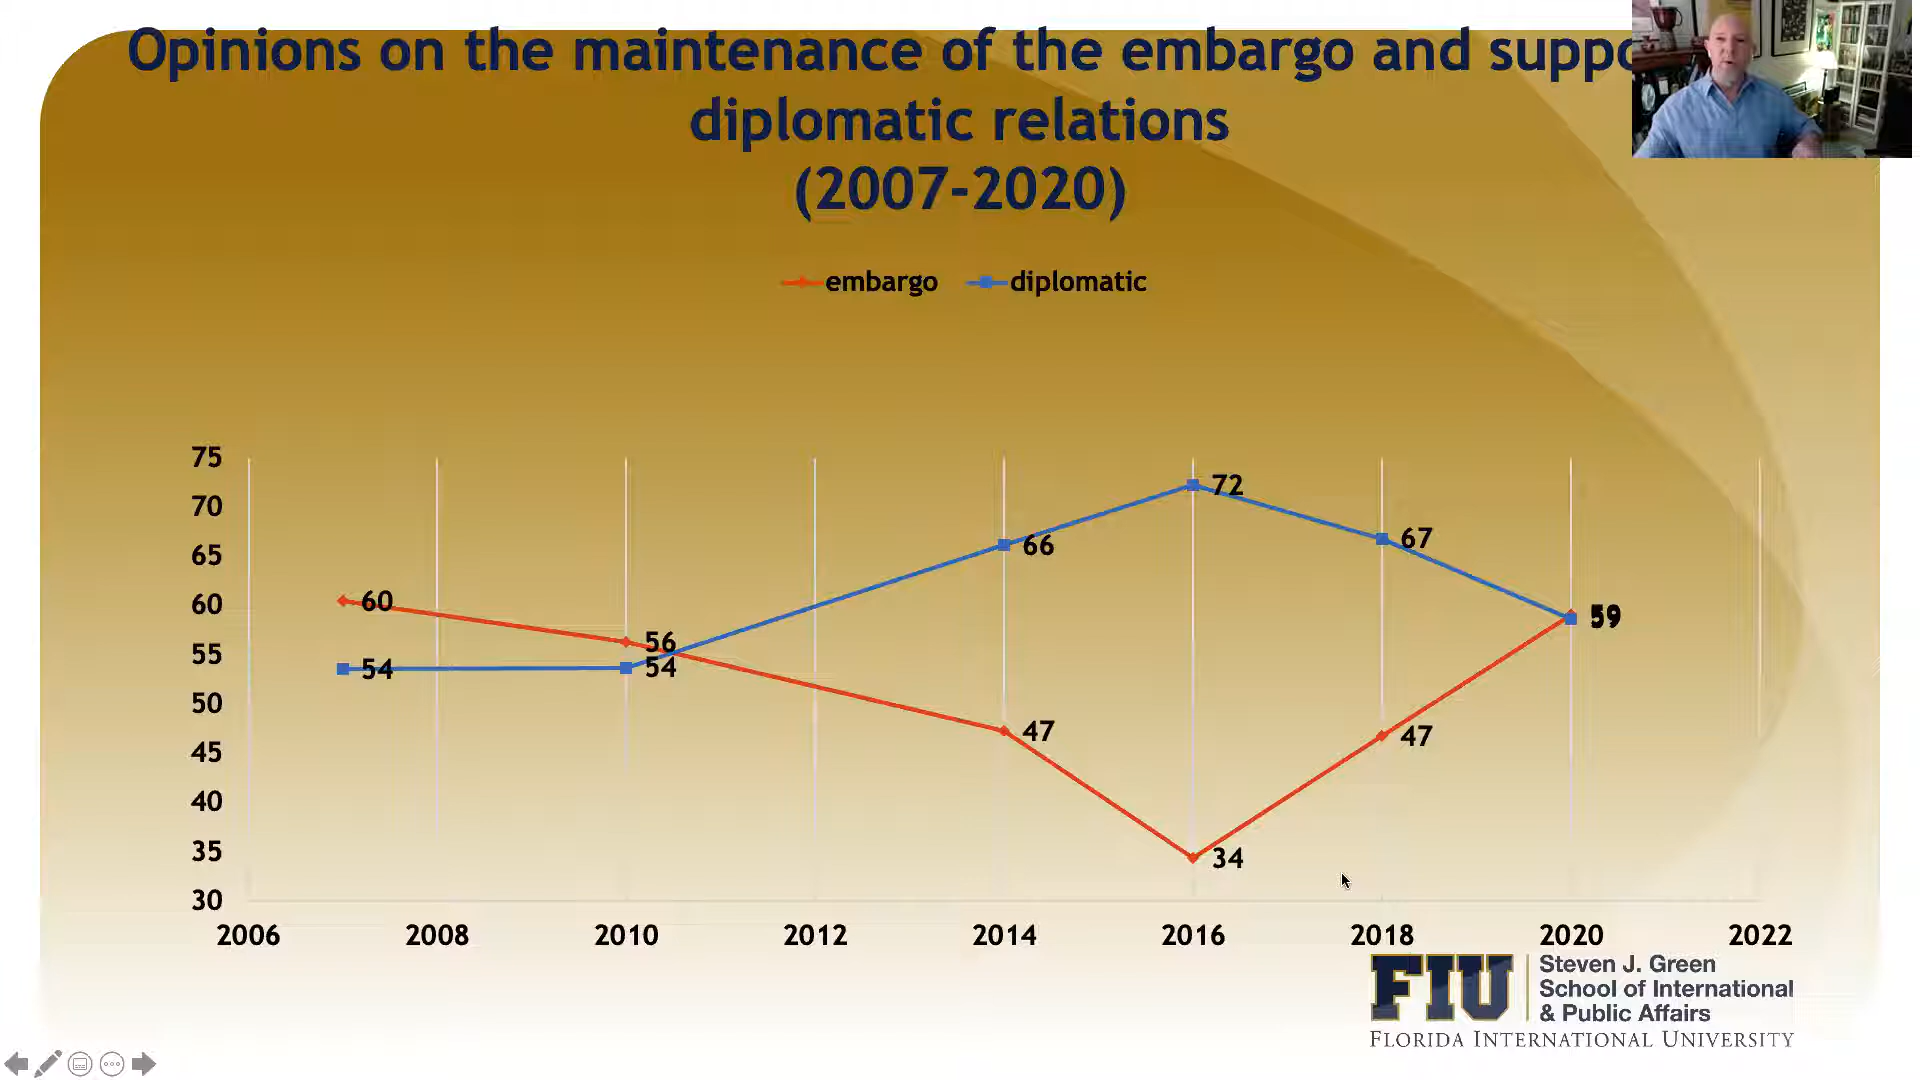 Opinions on the maintenance of the embargo and
diplomatic relations
(2007-2020)
embargo diplomatic
75
70
65
60
55
50
45
40
35
30
60
56
47
34
47
59
54
54
66
72
67
2006 2008 2010 2012 2014 2016 2018 2020 2022
FIU
Steven J. Green
School of International
& Public Affairs
FLORIDA INTERNATIONAL UNIVERSITY